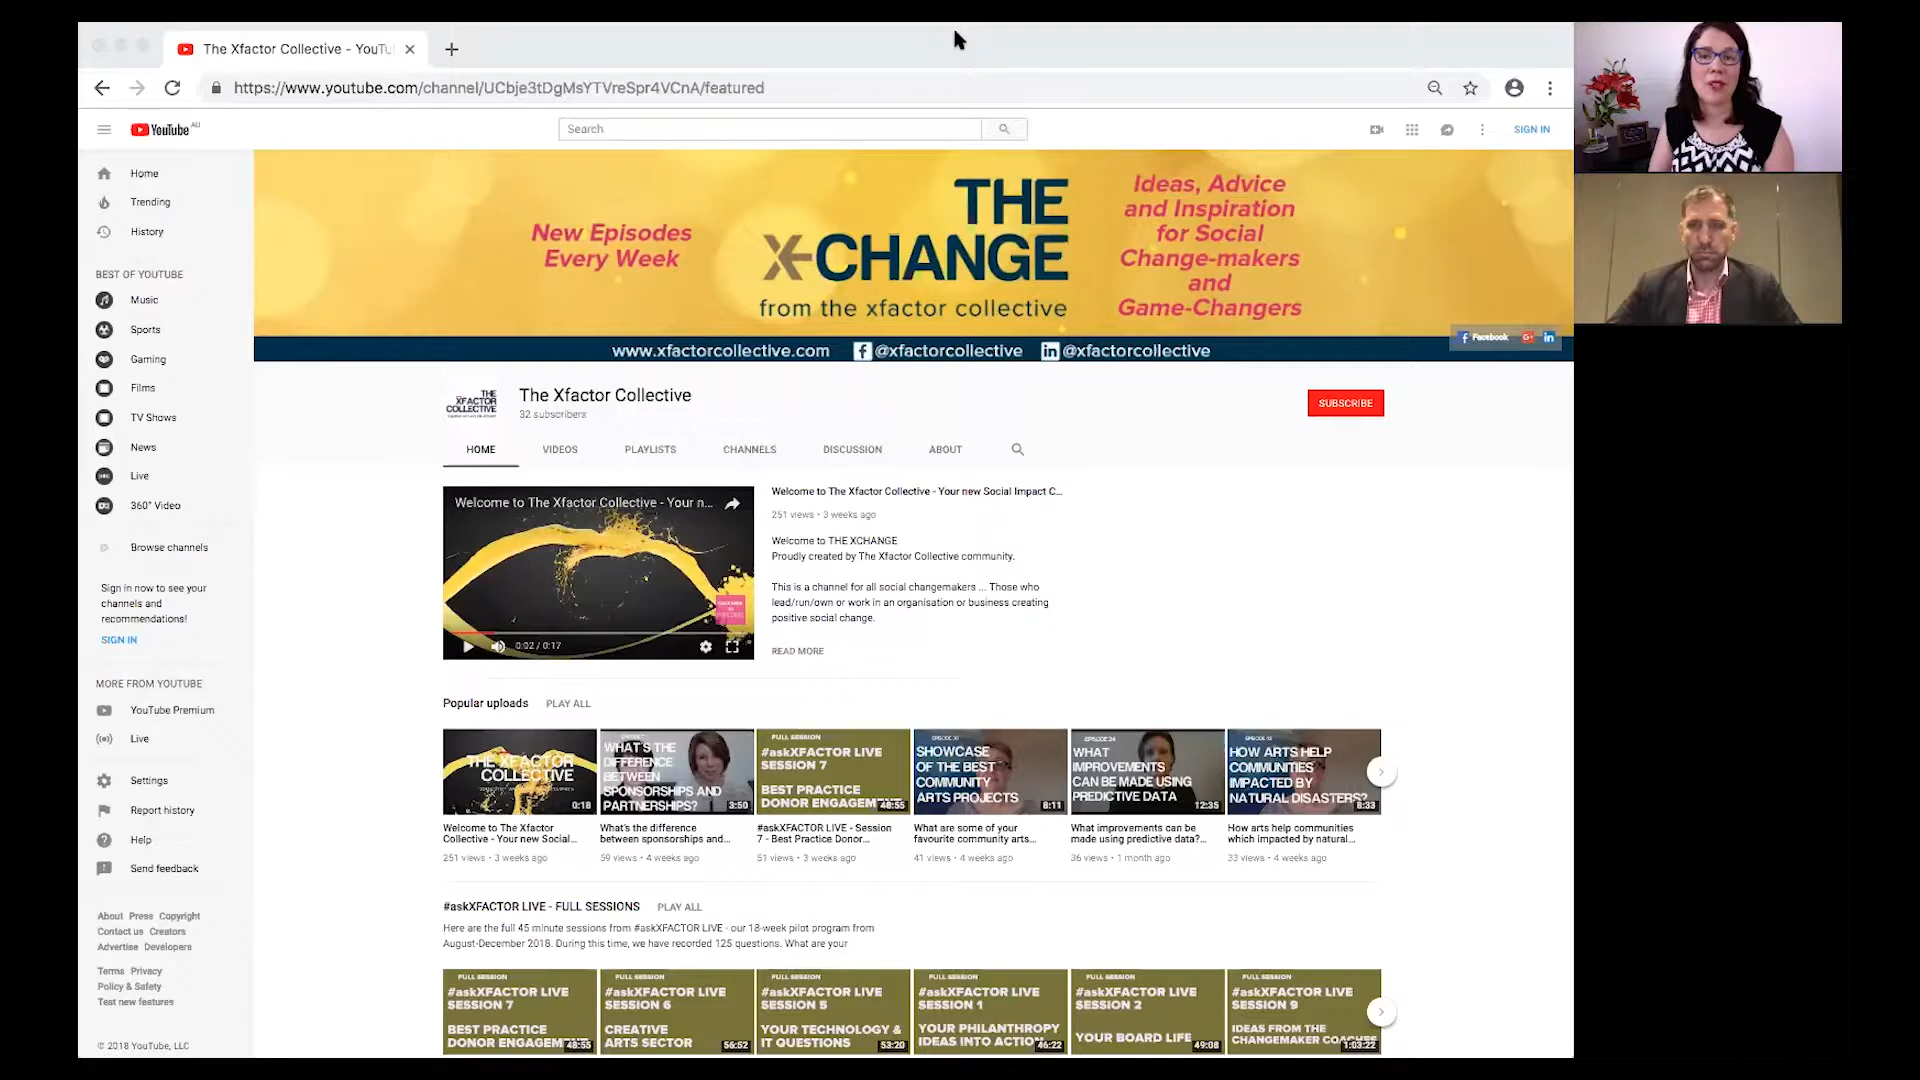 The Xfactor Collective - YouTu
https://www.youtube.com/channel/UCbje3tDgMsYTVreSpr4VCnA/featured
YouTube AU
Search
SIGN IN
Home
Trending
History
BEST OF YOUTUBE
Music
Sports
Gaming
Films
TV Shows
News
Live
360° Video
Browse channels
Sign in now to see your
channels and
recommendations!
SIGN IN
MORE FROM YOUTUBE
YouTube Premium
Live
Settings
Report history
Help
Send feedback
About Press Copyright
Contact us Creators
Advertise Developers
Terms Privacy
Policy & Safety
Test new features
© 2018 YouTube, LLC
New Episodes
Every Week
THE
X-CHANGE
from the xfactor collective
Ideas, Advice
and Inspiration
for Social
Change-makers
and
Game-Changers
Facebook
www.xfactorcollective.com @xfactorcollective @xfactorcollective
THE
XFACTOR
COLLECTIVE
The Xfactor Collective
32 subscribers
SUBSCRIBE
HOME VIDEOS PLAYLISTS CHANNELS DISCUSSION ABOUT
Welcome to The Xfactor Collective - Your n...
0:02 / 0:17
Welcome to The Xfactor Collective - Your new Social Impact C...
251 views • 3 weeks ago
Welcome to THE XCHANGE
Proudly created by The Xfactor Collective community.
This is a channel for all social changemakers ... Those who
lead/run/own or work in an organisation or business creating
positive social change.
READ MORE
Popular uploads PLAY ALL
THE XFACTOR
COLLECTIVE
0:18
Welcome to The Xfactor
Collective - Your new Social...
251 views • 3 weeks ago
WHAT'S THE
DIFFERENCE
BETWEEN
SPONSORSHIPS AND
PARTNERSHIPS?
3:50
What's the difference
between sponsorships and...
59 views • 4 weeks ago
FULL SESSION
#askXFACTOR LIVE
SESSION 7
BEST PRACTICE
DONOR ENGAGEM
48:55
#askXFACTOR LIVE - Session
7 - Best Practice Donor...
51 views • 3 weeks ago
EPISODE 30
SHOWCASE
OF THE BEST
COMMUNITY
ARTS PROJECTS
8:11
What are some of your
favourite community arts...
41 views • 4 weeks ago
EPISODE 24
WHAT
IMPROVEMENTS
CAN BE MADE USING
PREDICTIVE DATA
12:35
What improvements can be
made using predictive data?...
36 views • 1 month ago
HOW ARTS HELP
COMMUNITIES
IMPACTED BY
NATURAL DISASTERS?
8:33
How arts help communities
which impacted by natural...
33 views • 4 weeks ago
#askXFACTOR LIVE - FULL SESSIONS PLAY ALL
Here are the full 45 minute sessions from #askXFACTOR LIVE - our 18-week pilot program from
August-December 2018. During this time, we have recorded 125 questions. What are your
FULL SESSION
#askXFACTOR LIVE
SESSION 7
BEST PRACTICE
DONOR ENGAGEM
48:55
FULL SESSION
#askXFACTOR LIVE
SESSION 6
CREATIVE
ARTS SECTOR
56:52
FULL SESSION
#askXFACTOR LIVE
SESSION 5
YOUR TECHNOLOGY &
IT QUESTIONS
53:20
FULL SESSION
#askXFACTOR LIVE
SESSION 1
YOUR PHILANTHROPY
IDEAS INTO ACTION
46:22
FULL SESSION
#askXFACTOR LIVE
SESSION 2
YOUR BOARD LIFE
49:08
FULL SESSION
#askXFACTOR LIVE
SESSION 9
IDEAS FROM THE
CHANGEMAKER COACHES
1:03:22